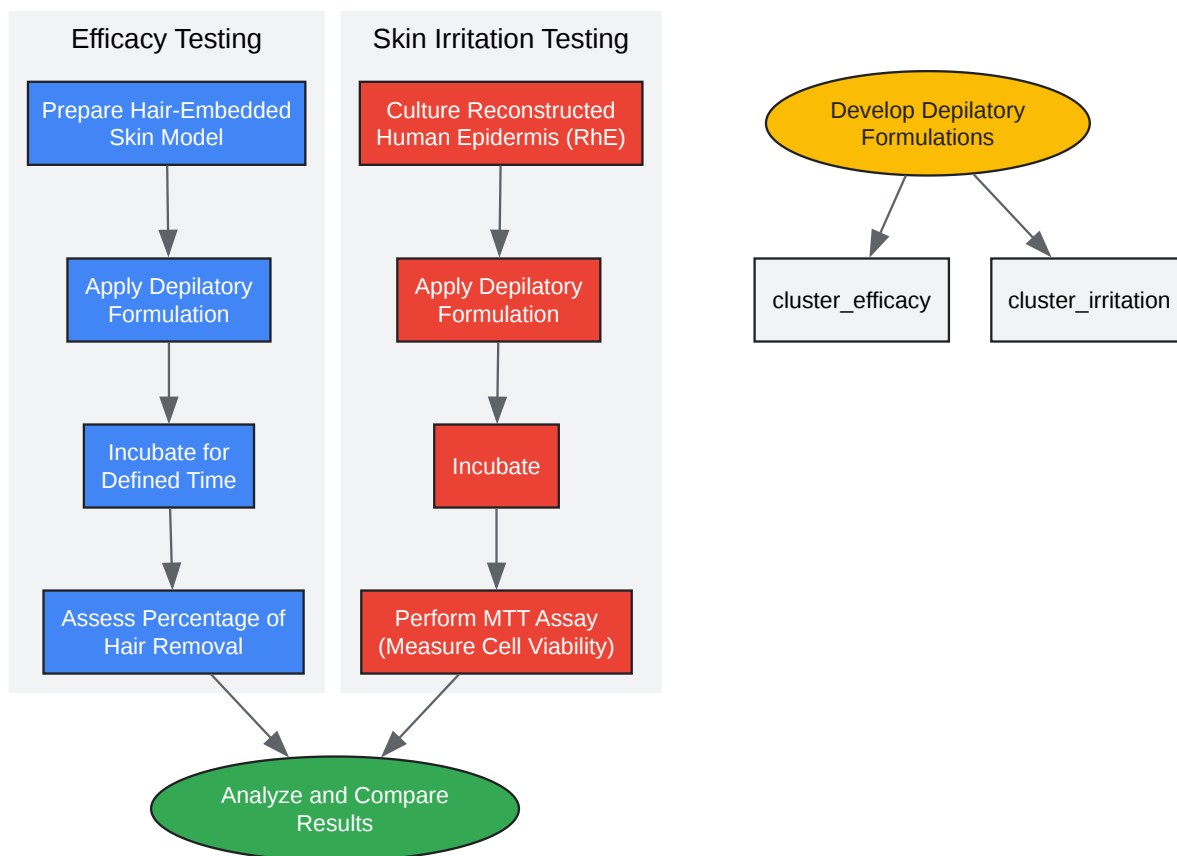 Efficacy Testing
Prepare Hair-Embedded
Skin Model
Apply Depilatory
Formulation
Incubate for
Defined Time
Assess Percentage of
Hair Removal
Skin Irritation Testing
Culture Reconstructed
Human Epidermis (RhE)
Apply Depilatory
Formulation
Incubate
Perform MTT Assay
(Measure Cell Viability)
Analyze and Compare
Results
Develop Depilatory
Formulations
cluster_efficacy
cluster_irritation